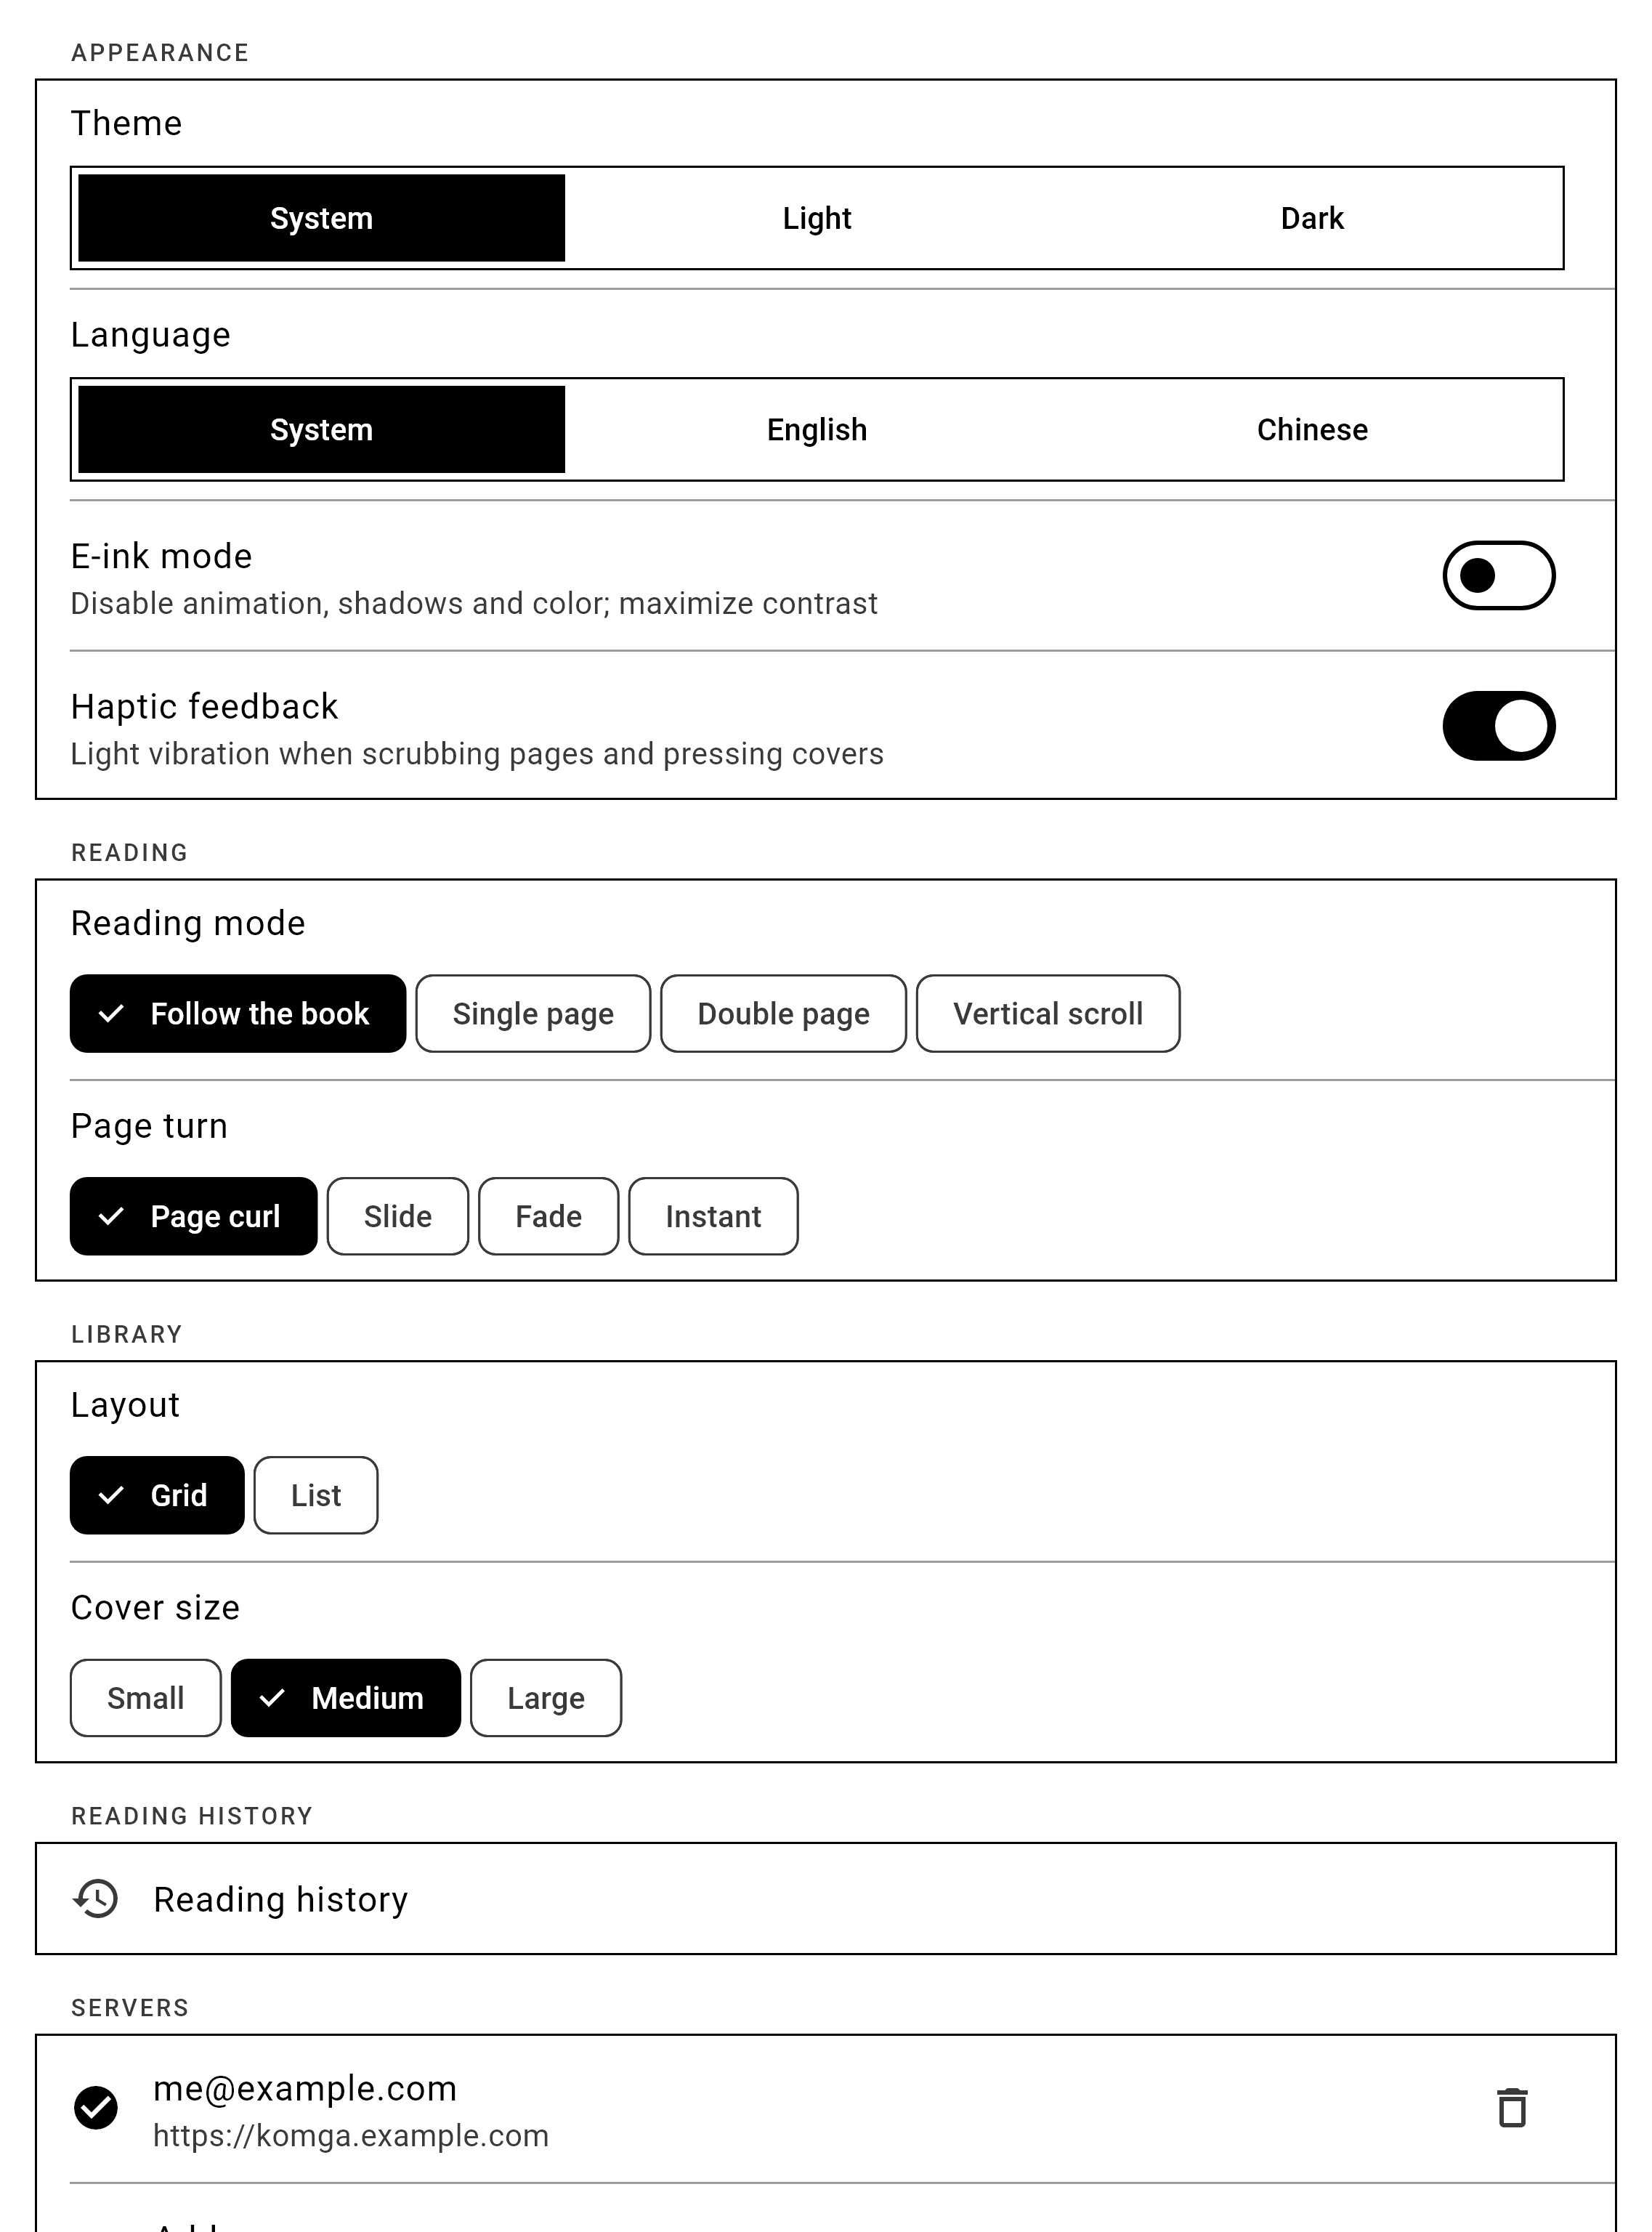 APPEARANCE
Theme
System Light Dark
Language
System English Chinese
E-ink mode
Disable animation, shadows and color; maximize contrast
Haptic feedback
Light vibration when scrubbing pages and pressing covers
READING
Reading mode
Follow the book Single page Double page Vertical scroll
Page turn
Page curl Slide Fade Instant
LIBRARY
Layout
Grid List
Cover size
Small Medium Large
READING HISTORY
Reading history
SERVERS
me@example.com
https://komga.example.com